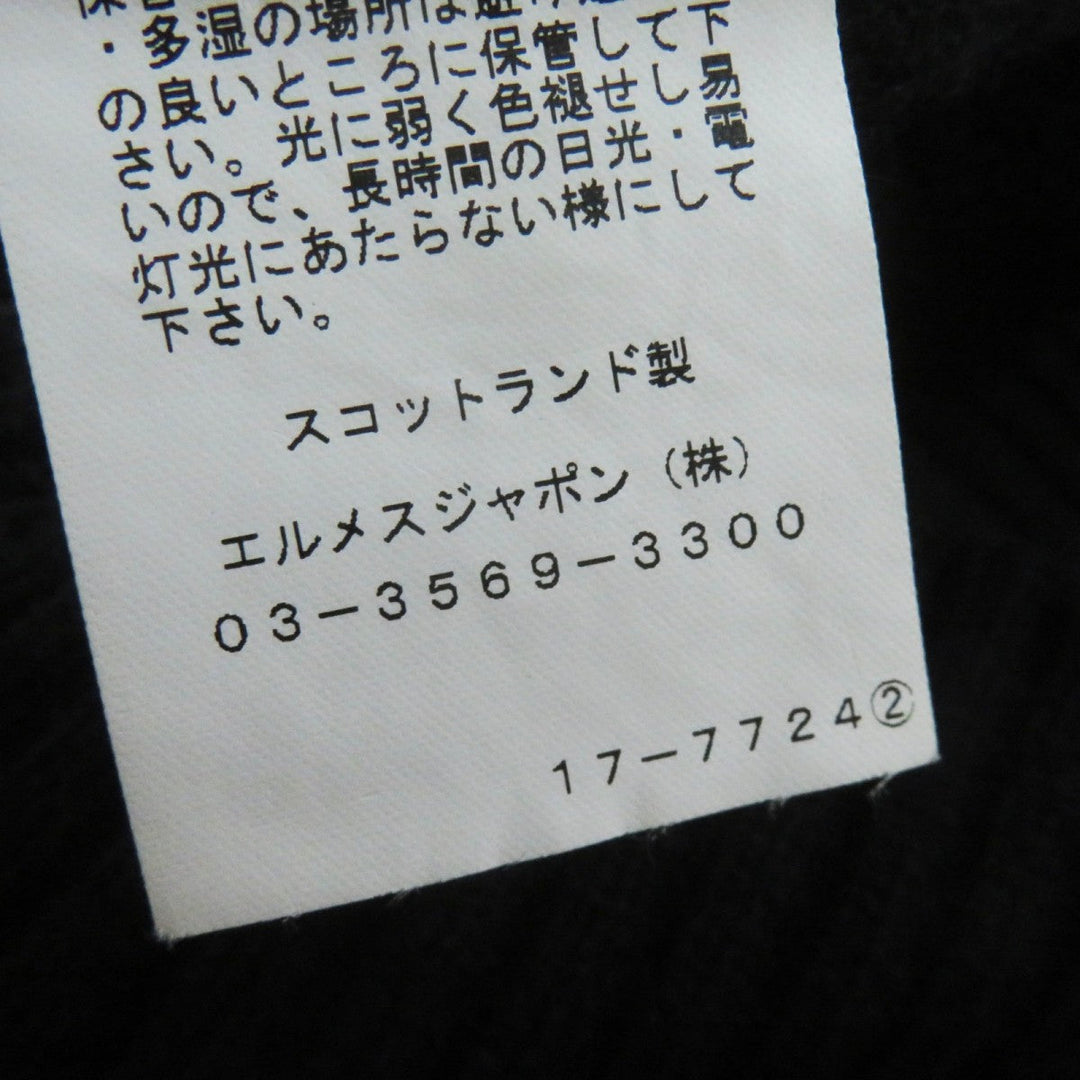 ・多湿の場所は避け
の良いところに保管して下
さい。光に弱く色褪せし易
いので、長時間の日光・電
灯光にあたらない様にして
下さい。
スコットランド製
エルメスジャポン（株）
０３－３５６９－３３００
１７－７７２４②